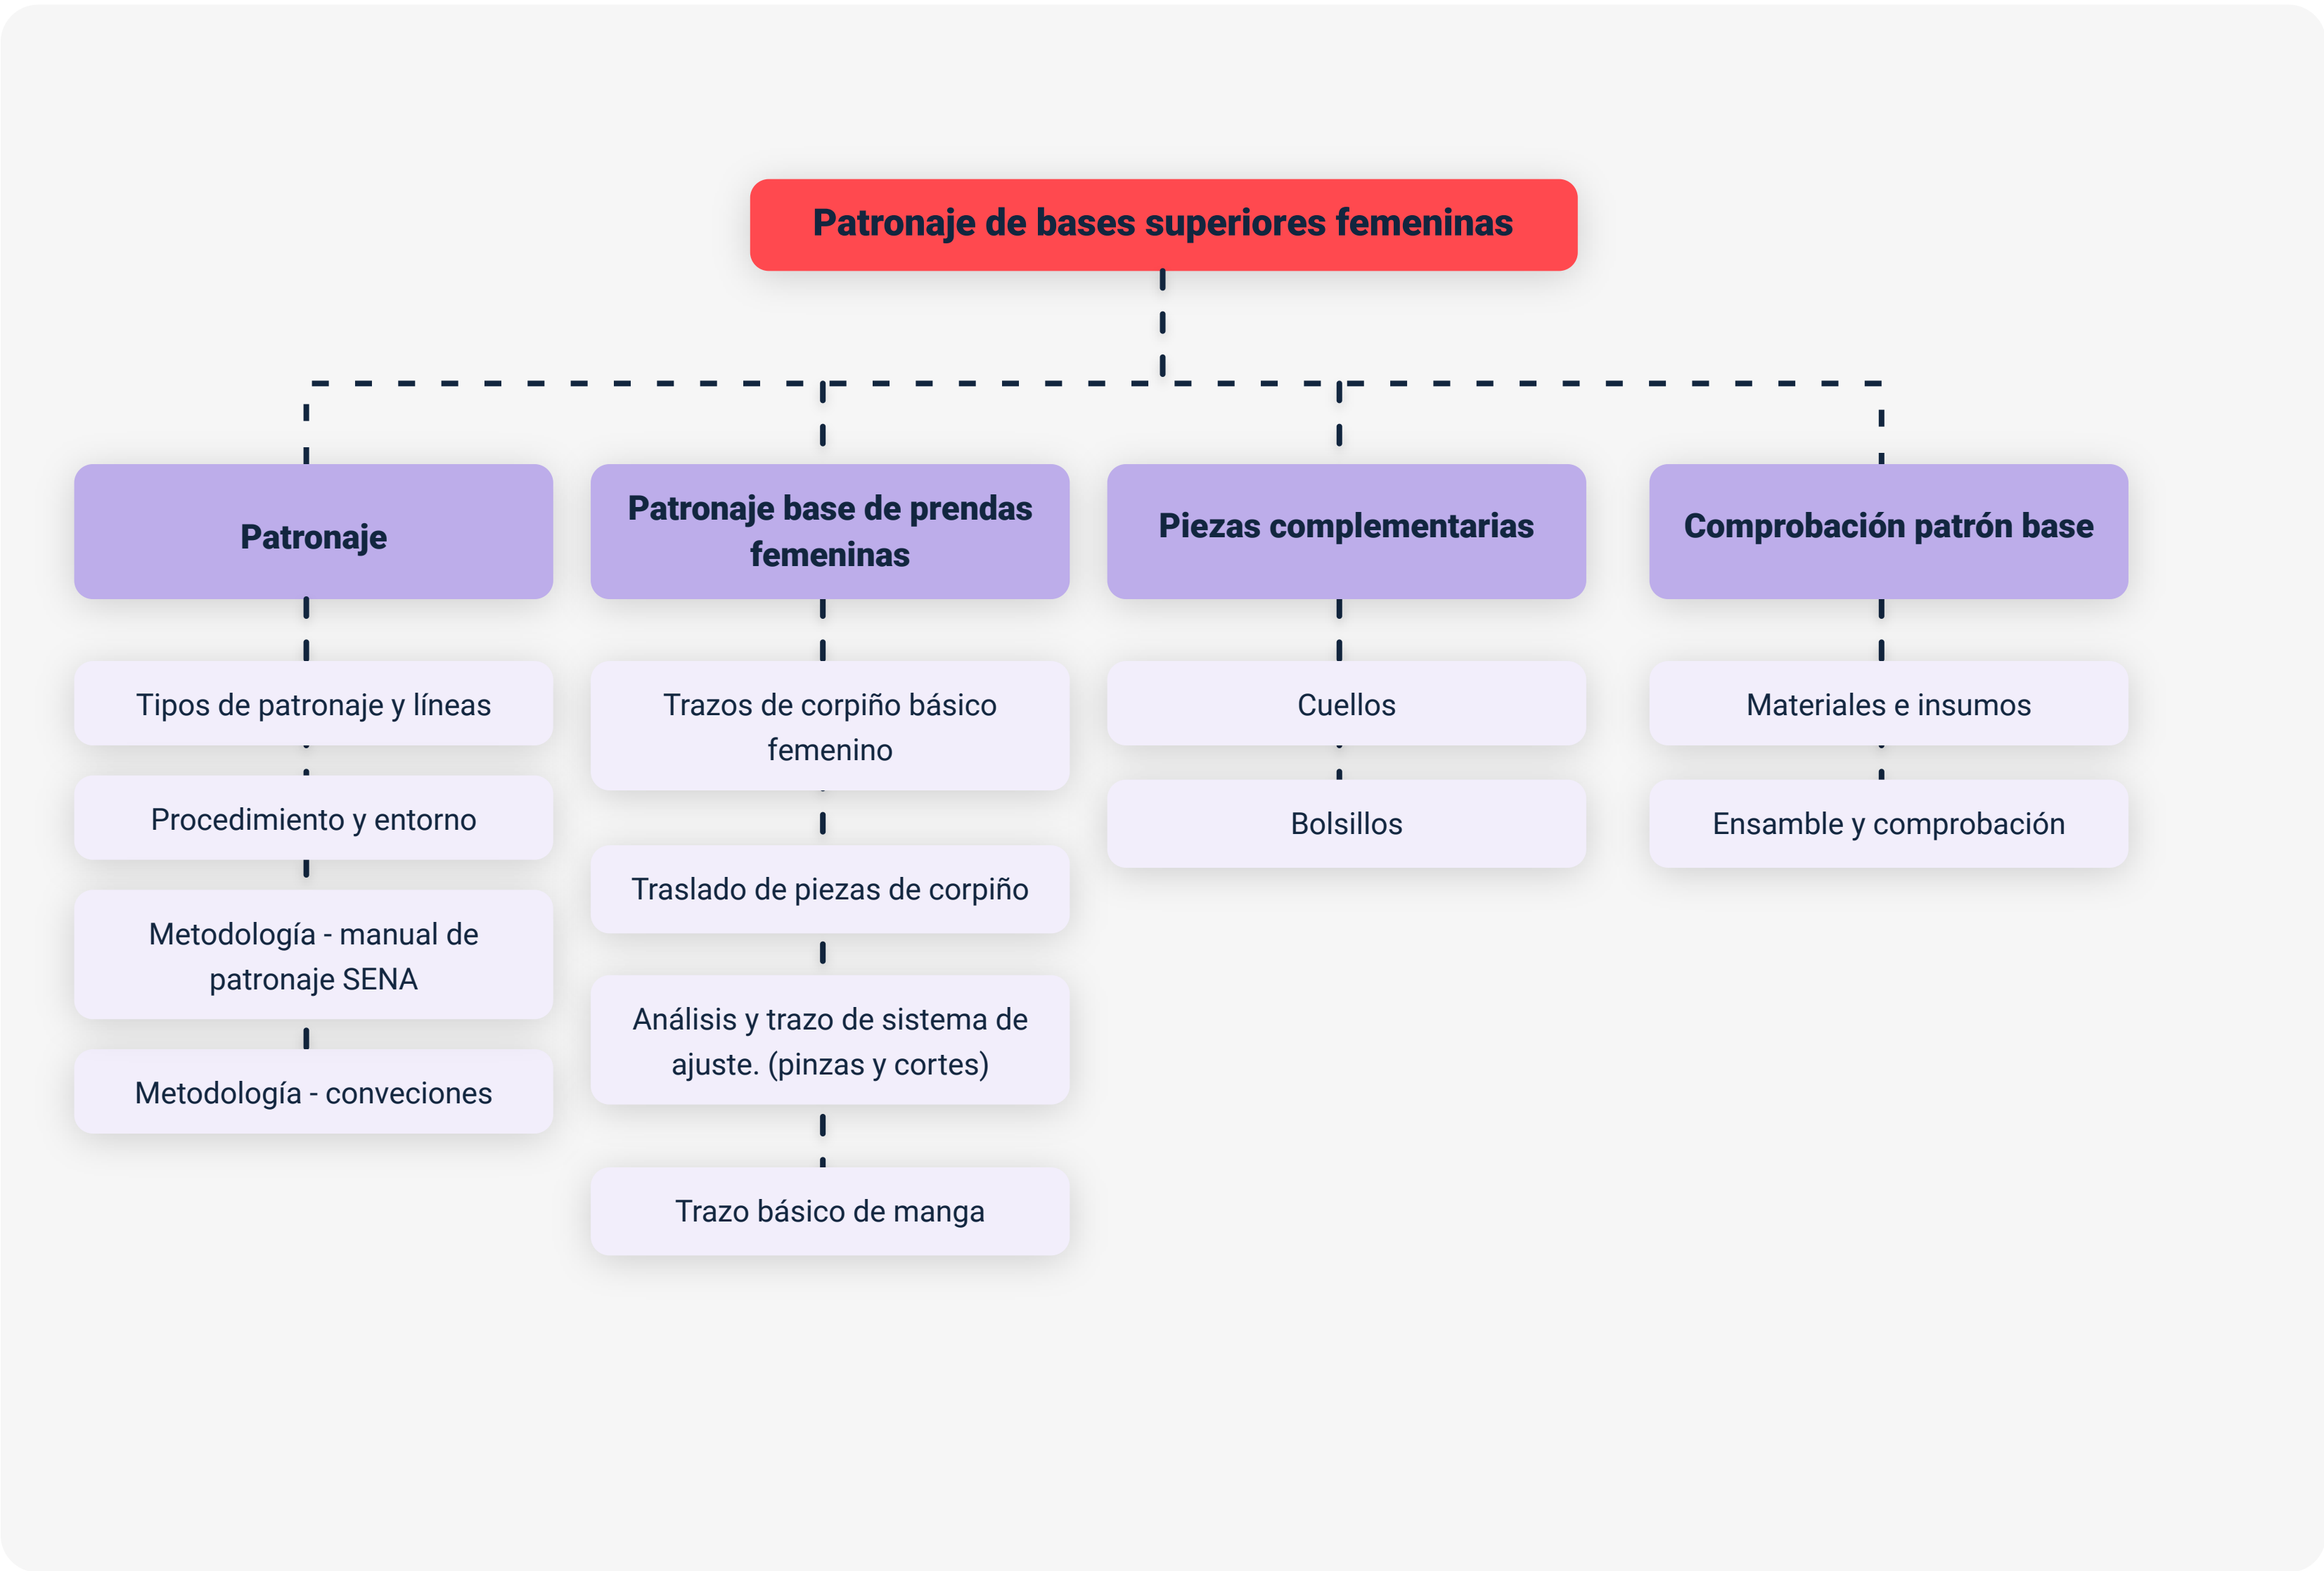 Patronaje de bases superiores femeninas
Patronaje
Tipos de patronaje y líneas
Procedimiento y entorno
Metodología - manual de
patronaje SENA
Metodología - conveciones
Patronaje base de prendas
femeninas
Trazos de corpiño básico
femenino
Traslado de piezas de corpiño
Análisis y trazo de sistema de
ajuste. (pinzas y cortes)
Trazo básico de manga
Piezas complementarias
Cuellos
Bolsillos
Comprobación patrón base
Materiales e insumos
Ensamble y comprobación